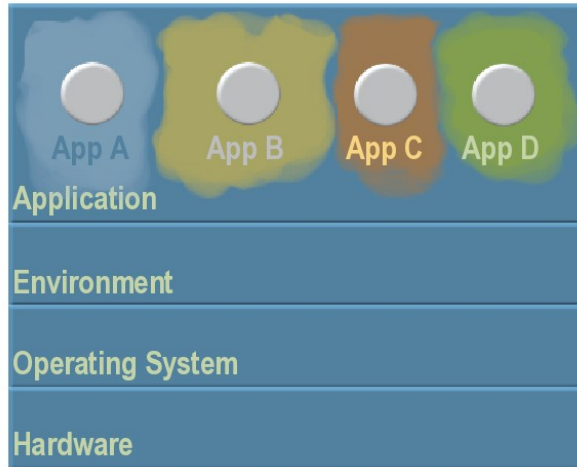 App A App B App C App D
Application
Environment
Operating System
Hardware